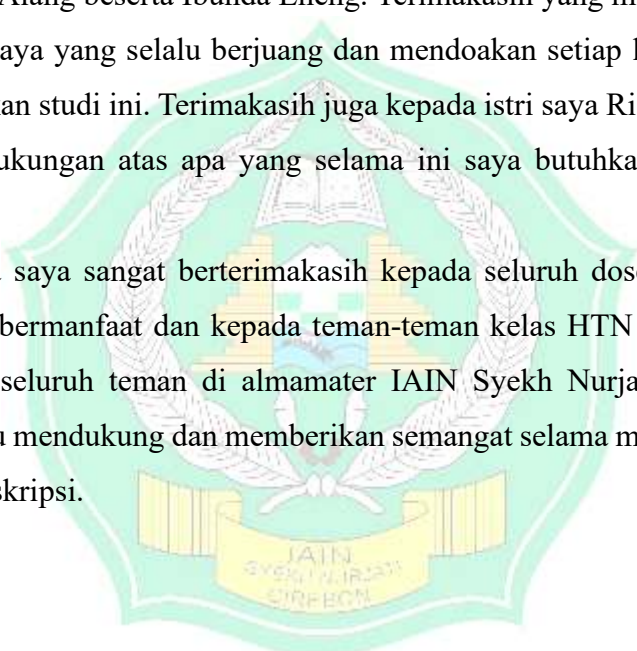 Alang beserta Ibunda Eneng. Terimakasih yang
aya yang selalu berjuang dan mendoakan setiap
an studi ini. Terimakasih juga kepada istri saya Ri
ukungan atas apa yang selama ini saya butuhka
saya sangat berterimakasih kepada seluruh dos
bermanfaat dan kepada teman-teman kelas HTN
seluruh teman di almamater IAIN Syekh Nurja
u mendukung dan memberikan semangat selama m
skripsi.
IAIN
SYEKH NURJATI
CIREBON